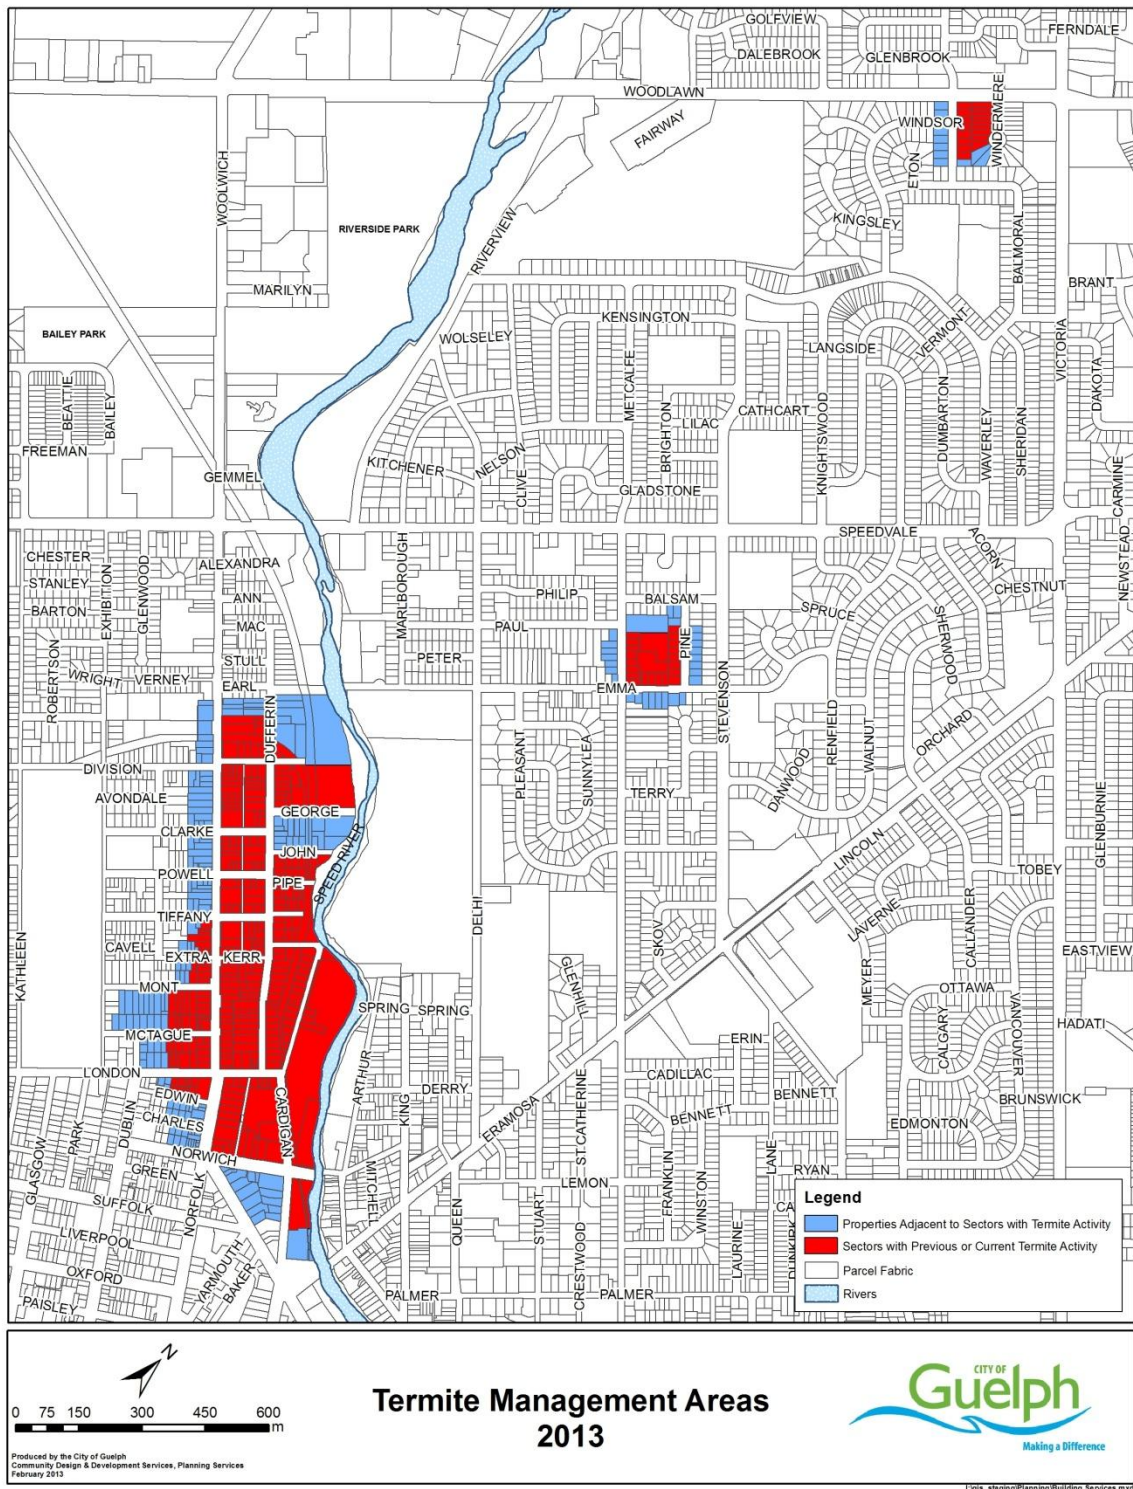 GOLFVIEW
FERNDALE
DALEBROOK
GLENBROOK
WOODLAWN
FAIRWAY
WINDSOR
WINDERMERE
ETON
WOOLWICH
KINGSLEY
RIVERSIDE PARK
RIVERVIEW
BALMORAL
MARILYN
BRANT
KENSINGTON
BAILEY PARK
WOLSELEY
LANGSIDE
VERMONT
VICTORIA
METCALFE
BEATTIE
BAILEY
DAKOTA
CATHCART
LILAC
BRIGHTON
KNIGHTSWOOD
DUMBARTON
WAVERLEY
SHERIDAN
FREEMAN
KITCHENER
NELSON
CLIVE
GEMMEL
GLADSTONE
CARMINE
SPEEDVALE
ACORN
NEWSTEAD
CHESTER
STANLEY
BARTON
EXHIBITION
GLENWOOD
ALEXANDRA
ANN
MAC
STULL
EARL
MARLBOROUGH
PHILIP
BALSAM
PAUL
PINE
PETER
EMMA
SPRUCE
SHERWOOD
CHESTNUT
ROBERTSON
WRIGHT
VERNEY
DUFFERIN
STEVENSON
RENFIELD
WALNUT
ORCHARD
DIVISION
AVONDALE
PLEASANT
SUNNYLEA
TERRY
DANWOOD
GEORGE
CLARKE
JOHN
SPEED RIVER
POWELL
PIPE
LINCOLN
GLENBURNIE
TOBEY
TIFFANY
CAVELL
EXTRA
KERR
DELHI
SKOV
LAVERNE
CALLANDER
EASTVIEW
KATHLEEN
MONT
GLENHILL
MEYER
OTTAWA
SPRING
SPRING
VANCOUVER
CALGARY
HADATI
MCTAGUE
ERIN
LONDON
ARTHUR
CADILLAC
DERRY
KING
EDWIN
CARDIGAN
ST.CATHERINE
BENNETT
BENNETT
BRUNSWICK
ERAMOSA
CHARLES
DUBLIN
PARK
EDMONTON
NORWICH
GLASGOW
GREEN
MITCHELL
LANE
RYAN
LEMON
FRANKLIN
WINSTON
SUFFOLK
NORFOLK
QUEEN
STUART
CRESTWOOD
LAURINE
LIVERPOOL
YARMOUTH
BAKER
OXFORD
PAISLEY
PALMER
PALMER
Legend
Properties Adjacent to Sectors with Termite Activity
Sectors with Previous or Current Termite Activity
Parcel Fabric
Rivers
N
0 75 150 300 450 600
m
Produced by the City of Guelph
Community Design & Development Services, Planning Services
February 2013
Termite Management Areas
2013
CITY OF
Guelph
Making a Difference